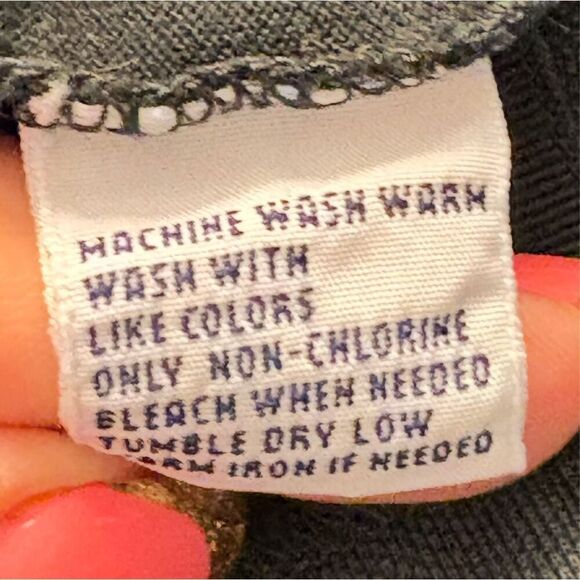 MACHINE WASH WARM
WASH WITH
LIKE COLORS
ONLY NON-CHLORINE
BLEACH WHEN NEEDED
TUMBLE DRY LOW
WARM IRON IF NEEDED